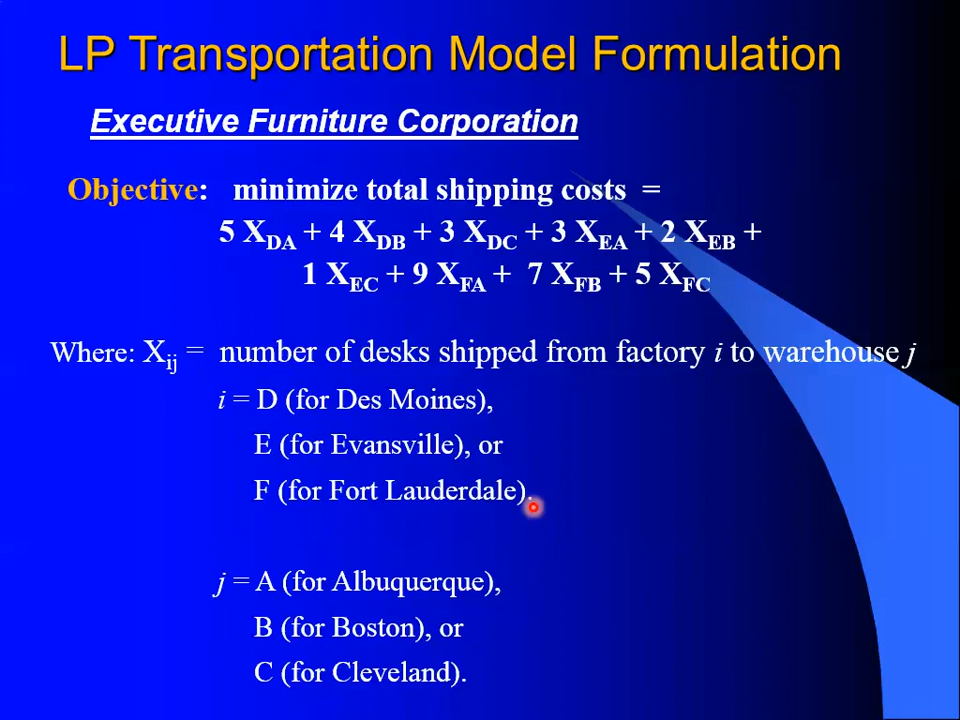 LP Transportation Model Formulation
Executive Furniture Corporation
Objective: minimize total shipping costs =
5 X_DA + 4 X_DB + 3 X_DC + 3 X_EA + 2 X_EB +
1 X_EC + 9 X_FA + 7 X_FB + 5 X_FC
Where: X_ij = number of desks shipped from factory i to warehouse j
i = D (for Des Moines),
E (for Evansville), or
F (for Fort Lauderdale).
j = A (for Albuquerque),
B (for Boston), or
C (for Cleveland).